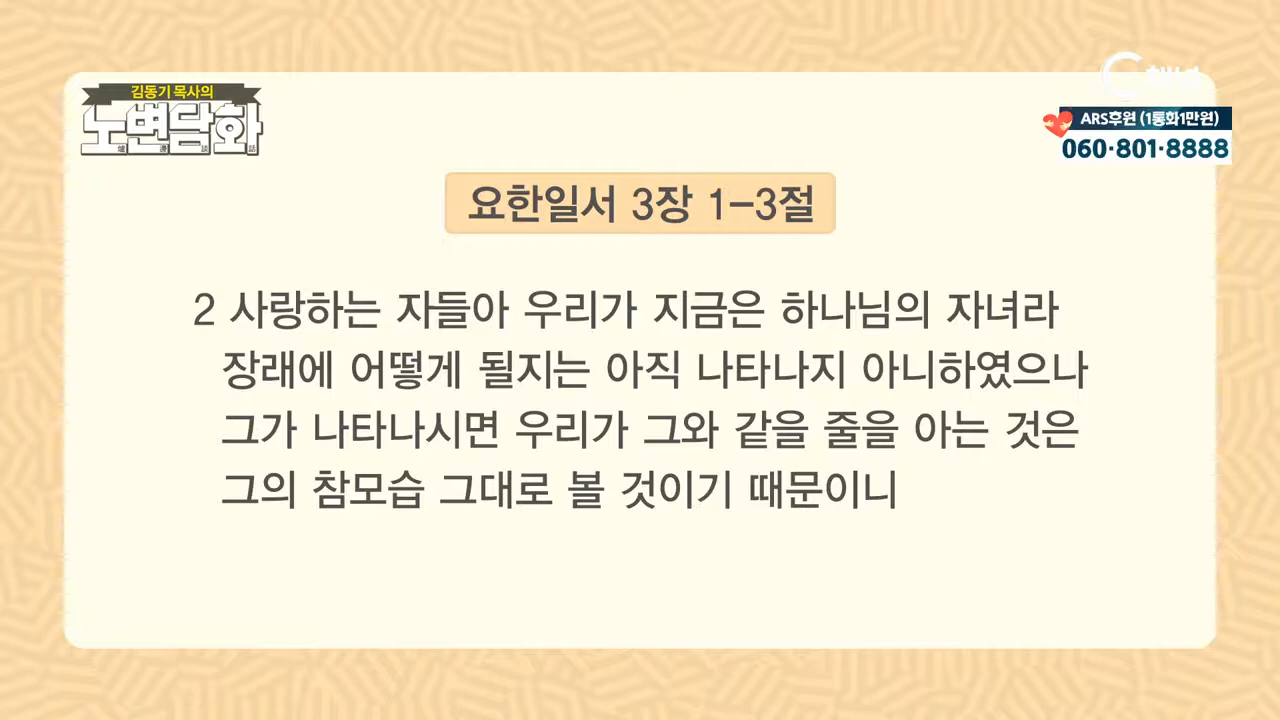 김동기 목사의
노변담화
爐邊談話
ARS후원 (1통화1만원)
060·801·8888
요한일서 3장 1-3절
2 사랑하는 자들아 우리가 지금은 하나님의 자녀라
장래에 어떻게 될지는 아직 나타나지 아니하였으나
그가 나타나시면 우리가 그와 같을 줄을 아는 것은
그의 참모습 그대로 볼 것이기 때문이니